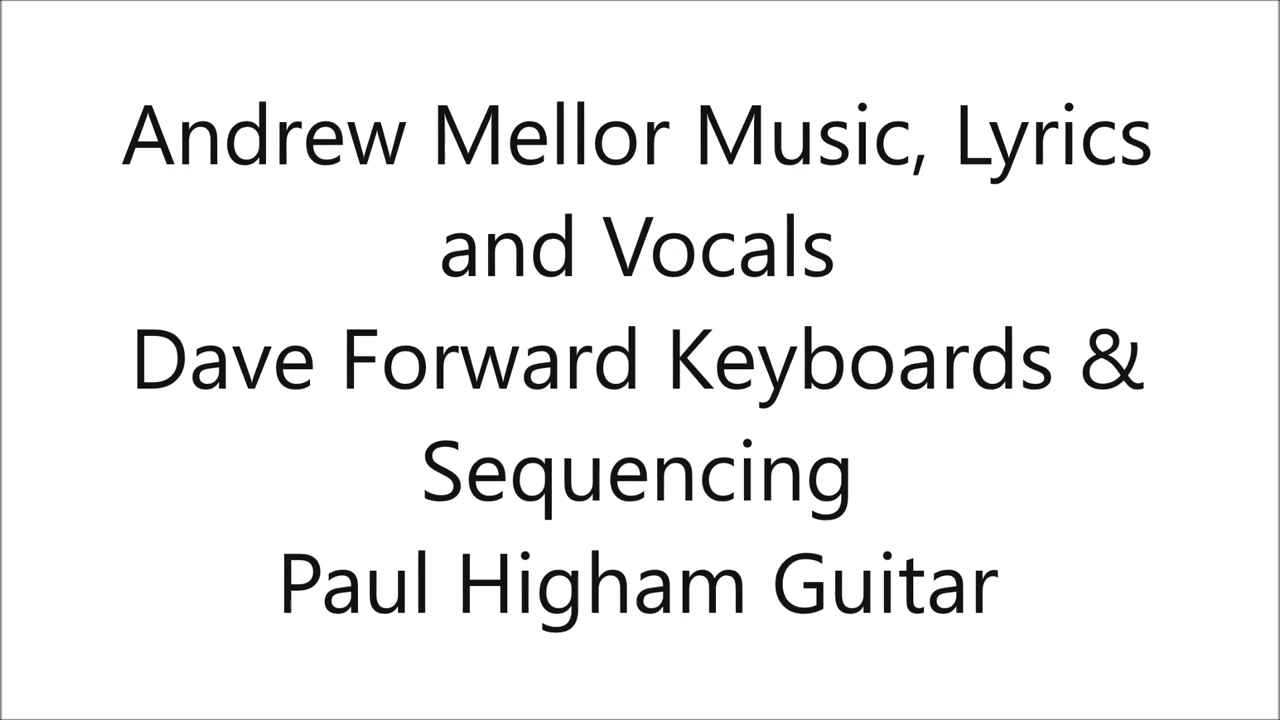 Andrew Mellor Music, Lyrics
and Vocals
Dave Forward Keyboards &
Sequencing
Paul Higham Guitar